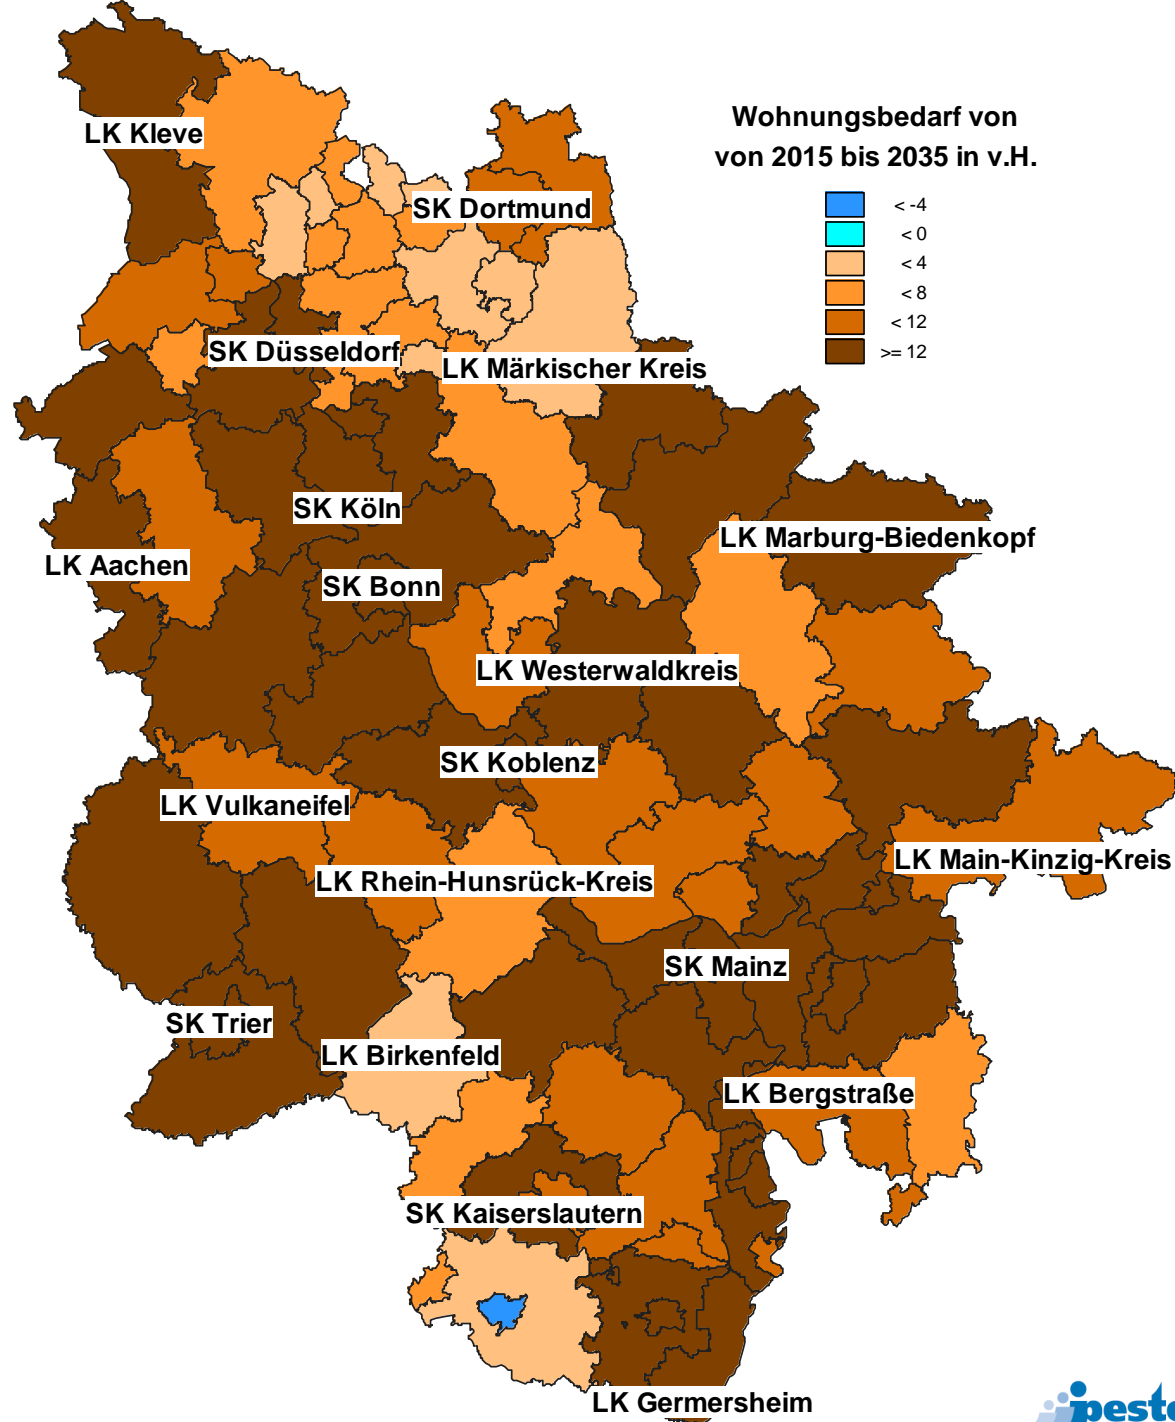 Wohnungsbedarf von
von 2015 bis 2035 in v.H.
< -4
< 0
< 4
< 8
< 12
>= 12
LK Kleve
SK Dortmund
SK Düsseldorf
LK Märkischer Kreis
SK Köln
LK Marburg-Biedenkopf
LK Aachen
SK Bonn
LK Westerwaldkreis
SK Koblenz
LK Vulkaneifel
LK Main-Kinzig-Kreis
LK Rhein-Hunsrück-Kreis
SK Mainz
SK Trier
LK Birkenfeld
LK Bergstraße
SK Kaiserslautern
LK Germersheim